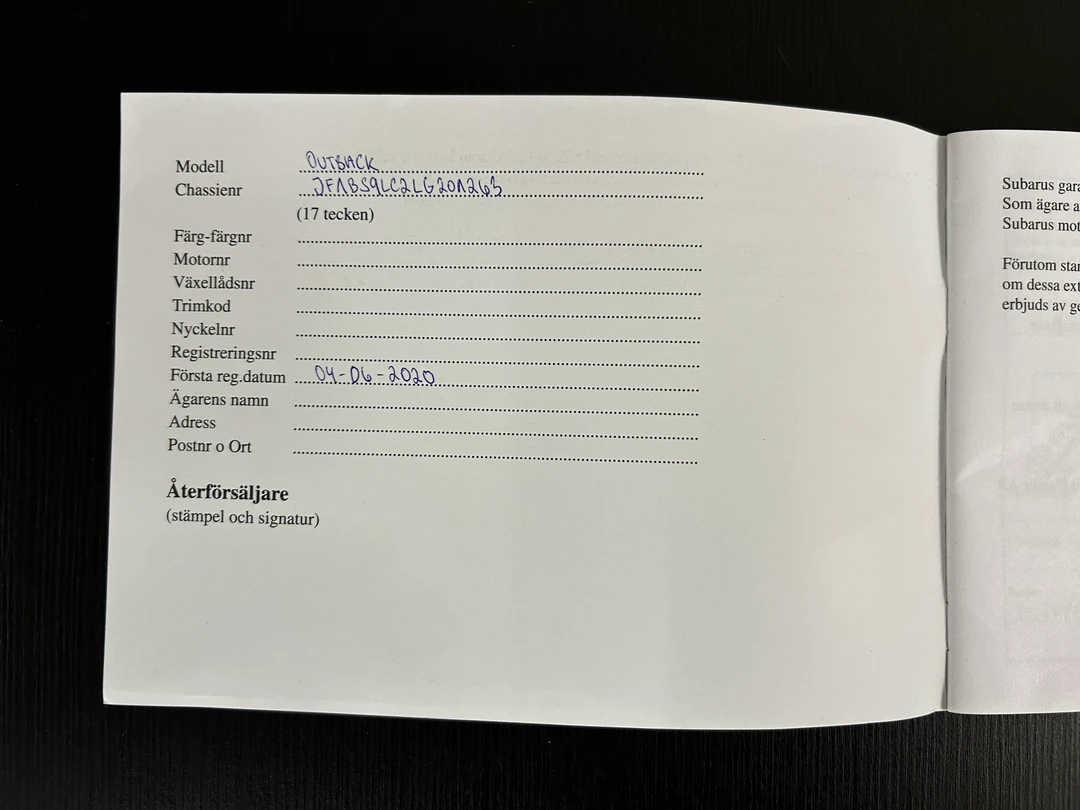 Modell OUTBACK
Chassienr JF1BS9LC2LG201263
(17 tecken)
Färg-färgnr
Motornr
Växellådsnr
Trimkod
Nyckelnr
Registreringsnr
Första reg.datum 04-06-2020
Ägarens namn
Adress
Postnr o Ort
Återförsäljare
(stämpel och signatur)
Subarus gara
Som ägare a
Subarus mot
Förutom star
om dessa ext
erbjuds av ge